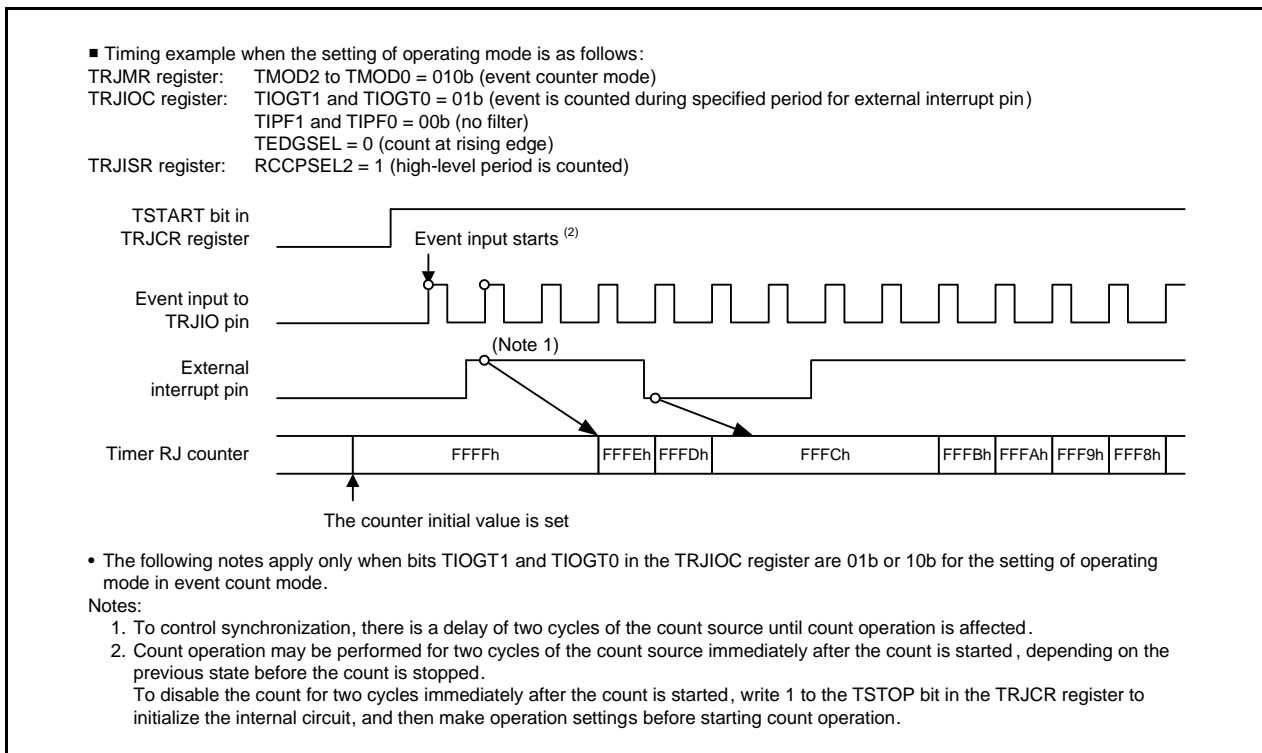 ■ Timing example when the setting of operating mode is as follows:
TRJMR register: TMOD2 to TMOD0 = 010b (event counter mode)
TRJIOC register: TIOGT1 and TIOGT0 = 01b (event is counted during specified period for external interrupt pin)
TIPF1 and TIPF0 = 00b (no filter)
TEDGSEL = 0 (count at rising edge)
TRJISR register: RCCPSEL2 = 1 (high-level period is counted)
TSTART bit in
TRJCR register
Event input starts (2)
Event input to
TRJIO pin
(Note 1)
External
interrupt pin
Timer RJ counter
FFFFh FFFEh FFFDh FFFCh FFFBh FFFAh FFF9h FFF8h
The counter initial value is set
• The following notes apply only when bits TIOGT1 and TIOGT0 in the TRJIOC register are 01b or 10b for the setting of operating
mode in event count mode.
Notes:
1. To control synchronization, there is a delay of two cycles of the count source until count operation is affected.
2. Count operation may be performed for two cycles of the count source immediately after the count is started, depending on the
previous state before the count is stopped.
To disable the count for two cycles immediately after the count is started, write 1 to the TSTOP bit in the TRJCR register to
initialize the internal circuit, and then make operation settings before starting count operation.